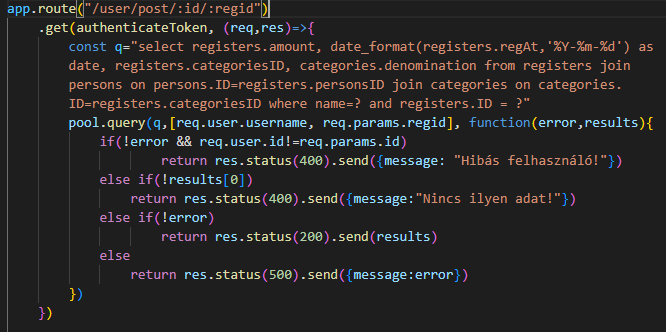 app.route("/user/post/:id/:regid")
.get(authenticateToken, (req,res)=>{
const q="select registers.amount, date_format(registers.regAt,'%Y-%m-%d') as
date, registers.categoriesID, categories.denomination from registers join
persons on persons.ID=registers.personsID join categories on categories.
ID=registers.categoriesID where name=? and registers.ID = ?"
pool.query(q,[req.user.username, req.params.regid], function(error,results){
if(!error && req.user.id!=req.params.id)
return res.status(400).send({message: "Hibás felhasználó!"})
else if(!results[0])
return res.status(400).send({message:"Nincs ilyen adat!"})
else if(!error)
return res.status(200).send(results)
else
return res.status(500).send({message:error})
})
})